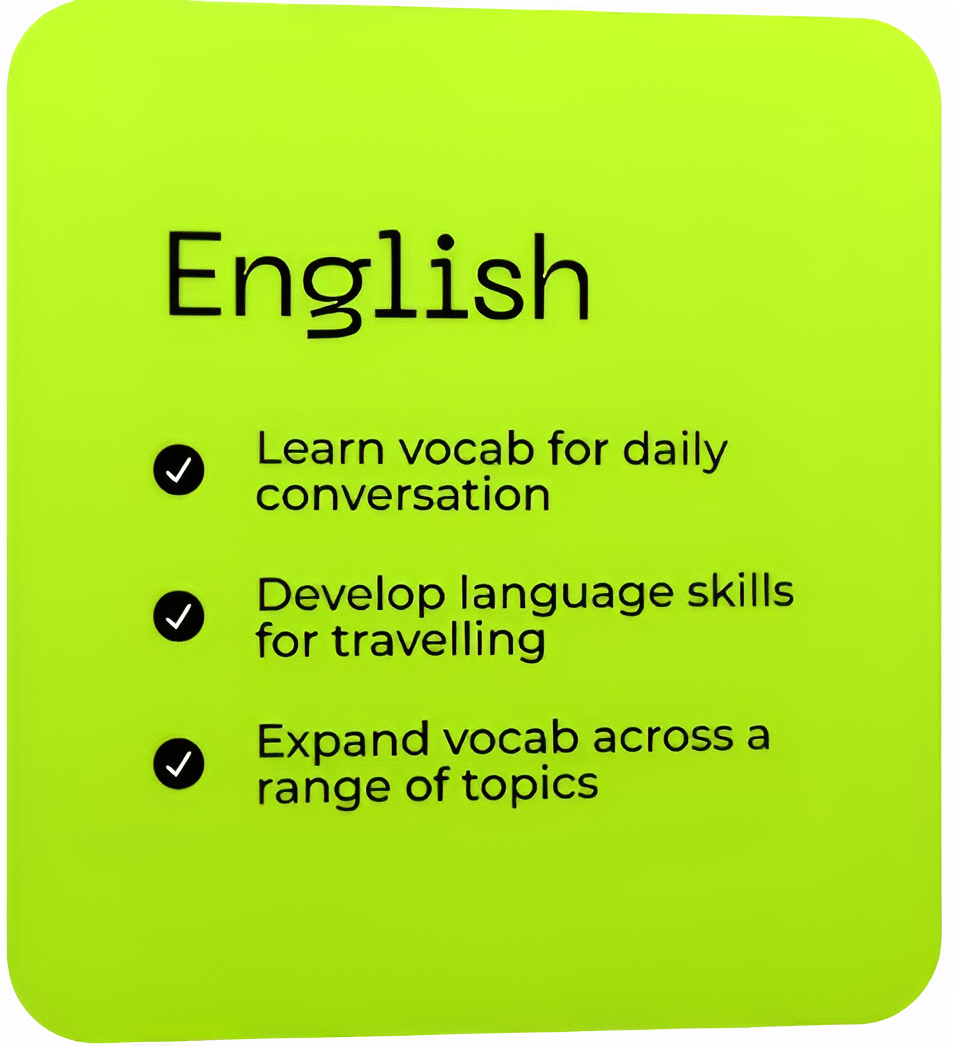 English
Learn vocab for daily
conversation
Develop language skills
for travelling
Expand vocab across a
range of topics